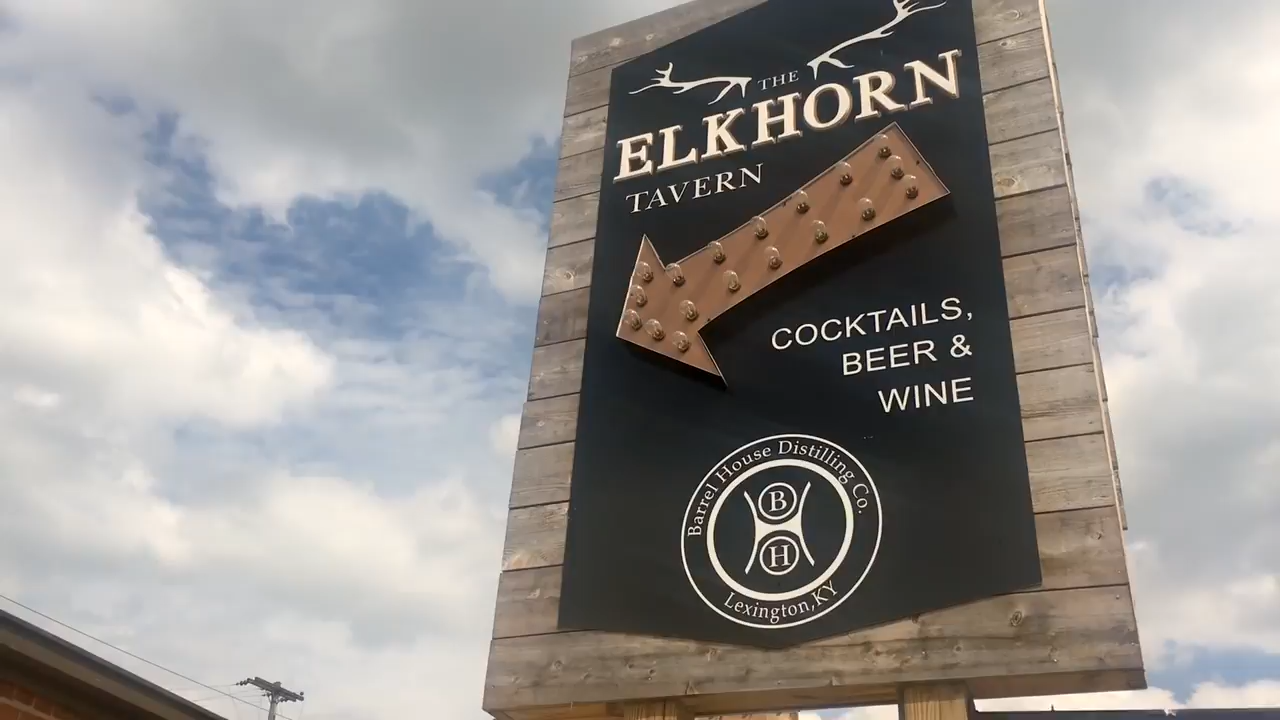 THE
ELKHORN
TAVERN
COCKTAILS,
BEER &
WINE
Barrel House Distilling Co.
B
H
Lexington, KY